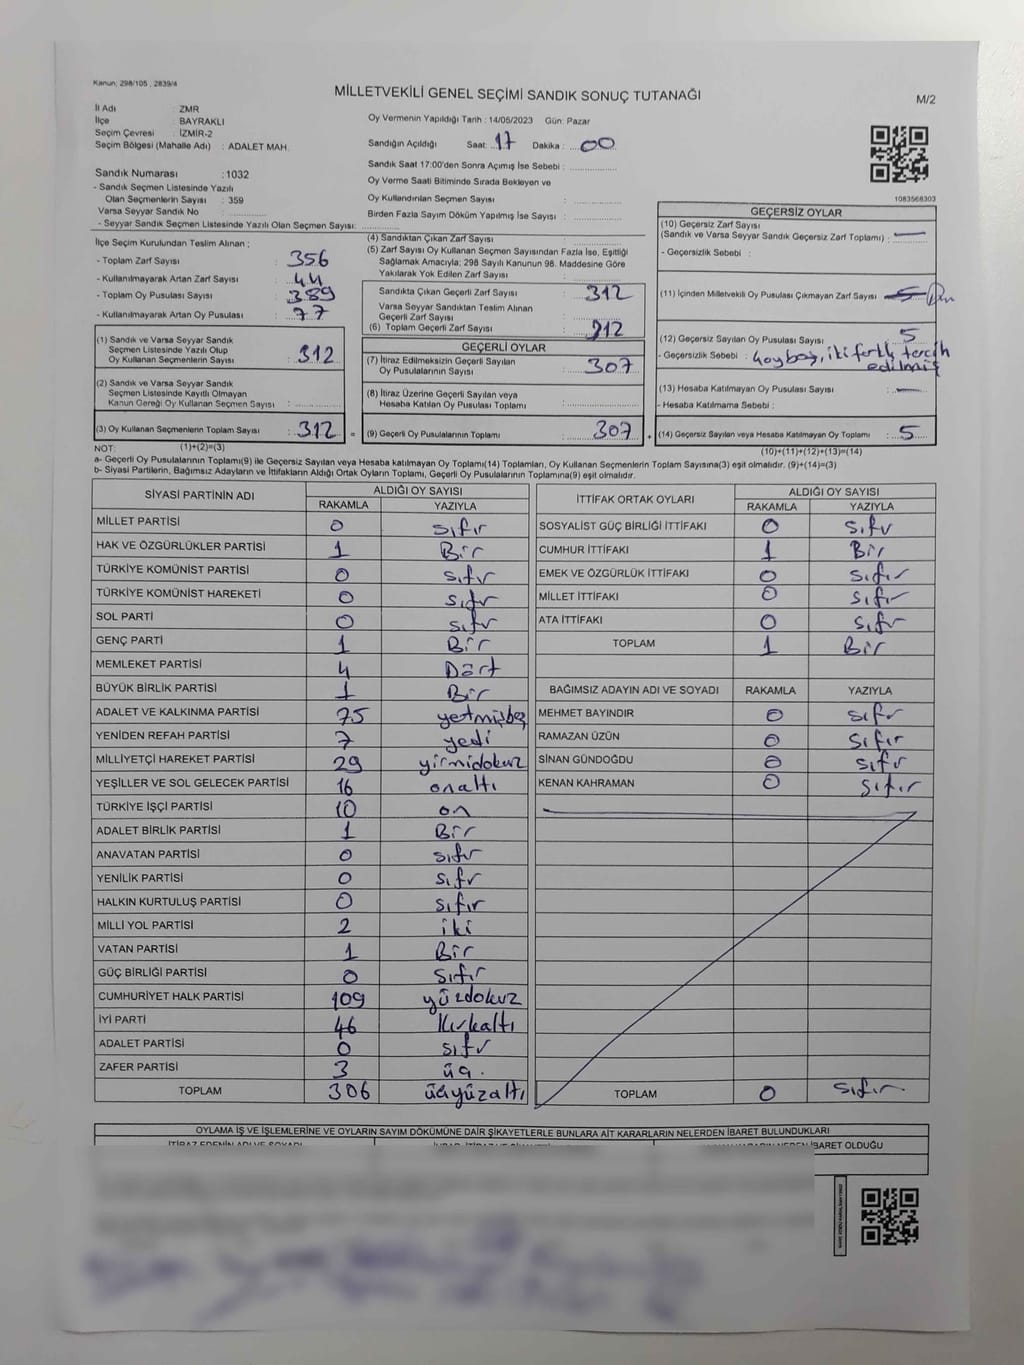 Kanun: 298/105 , 2839/4
MİLLETVEKİLİ GENEL SEÇİMİ SANDIK SONUÇ TUTANAĞI
M/2
İl Adı : ZMR
İlçe : BAYRAKLI
Seçim Çevresi : İZMİR-2
Seçim Bölgesi (Mahalle Adı) : ADALET MAH.
Sandık Numarası : 1032
- Sandık Seçmen Listesinde Yazılı
Olan Seçmenlerin Sayısı : 359
Varsa Seyyar Sandık No
- Seyyar Sandık Seçmen Listesinde Yazılı Olan Seçmen Sayısı:
Oy Vermenin Yapıldığı Tarih : 14/05/2023 Gün: Pazar
Sandığın Açıldığı Saat: 17 Dakika : 00
Sandık Saat 17:00'den Sonra Açımış İse Sebebi :
Oy Verme Saati Bitiminde Sırada Bekleyen ve
Oy Kullandırılan Seçmen Sayısı :
Birden Fazla Sayım Döküm Yapılmış İse Sayısı :
1083568303
İlçe Seçim Kurulundan Teslim Alınan ;
- Toplam Zarf Sayısı : 356
- Kullanılmayarak Artan Zarf Sayısı : 44
- Toplam Oy Pusulası Sayısı : 389
- Kullanılmayarak Artan Oy Pusulası : 77
(4) Sandıktan Çıkan Zarf Sayısı :
(5) Zarf Sayısı Oy Kullanan Seçmen Sayısından Fazla İse, Eşitliği
Sağlamak Amacıyla; 298 Sayılı Kanunun 98. Maddesine Göre
Yakılarak Yok Edilen Zarf Sayısı :
Sandıkta Çıkan Geçerli Zarf Sayısı : 312
Varsa Seyyar Sandıktan Teslim Alınan
Geçerli Zarf Sayısı :
(6) Toplam Geçerli Zarf Sayısı : 312
GEÇERSİZ OYLAR
(10) Geçersiz Zarf Sayısı
(Sandık ve Varsa Seyyar Sandık Geçersiz Zarf Toplamı) : —
- Geçersizlik Sebebi :
(11) İçinden Milletvekili Oy Pusulası Çıkmayan Zarf Sayısı
(12) Geçersiz Sayılan Oy Pusulası Sayısı : 5
- Geçersizlik Sebebi : 4oy boş, iki farklı tercih
edilmiş
(13) Hesaba Katılmayan Oy Pusulası Sayısı : —
- Hesaba Katılmama Sebebi :
(14) Geçersiz Sayılan veya Hesaba Katılmayan Oy Toplamı : 5
(10)+(11)+(12)+(13)=(14)
(1) Sandık ve Varsa Seyyar Sandık
Seçmen Listesinde Yazılı Olup
Oy Kullanan Seçmenlerin Sayısı : 312
(2) Sandık ve Varsa Seyyar Sandık
Seçmen Listesinde Kayıtlı Olmayan
Kanun Gereği Oy Kullanan Seçmen Sayısı :
(3) Oy Kullanan Seçmenlerin Toplam Sayısı : 312 =
(1)+(2)=(3)
GEÇERLİ OYLAR
(7) İtiraz Edilmeksizin Geçerli Sayılan
Oy Pusulalarının Sayısı : 307
(8) İtiraz Üzerine Geçerli Sayılan veya
Hesaba Katılan Oy Pusulası Toplamı :
(9) Geçerli Oy Pusulalarının Toplamı : 307 +
NOT:
a- Geçerli Oy Pusulalarının Toplamı(9) ile Geçersiz Sayılan veya Hesaba katılmayan Oy Toplamı(14) Toplamları, Oy Kullanan Seçmenlerin Toplam Sayısına(3) eşit olmalıdır. (9)+(14)=(3)
b- Siyasi Partilerin, Bağımsız Adayların ve İttifakların Aldığı Ortak Oyların Toplamı, Geçerli Oy Pusulalarının Toplamına(9) eşit olmalıdır.
SİYASİ PARTİNİN ADI ALDIĞI OY SAYISI
RAKAMLA YAZIYLA
MİLLET PARTİSİ 0 sıfır
HAK VE ÖZGÜRLÜKLER PARTİSİ 1 Bir
TÜRKİYE KOMÜNİST PARTİSİ 0 sıfır
TÜRKİYE KOMÜNİST HAREKETİ 0 sıfır
SOL PARTİ 0 sıfır
GENÇ PARTİ 1 Bir
MEMLEKET PARTİSİ 4 Dört
BÜYÜK BİRLİK PARTİSİ 1 Bir
ADALET VE KALKINMA PARTİSİ 75 yetmişbeş
YENİDEN REFAH PARTİSİ 7 yedi
MİLLİYETÇİ HAREKET PARTİSİ 29 yirmidokuz
YEŞİLLER VE SOL GELECEK PARTİSİ 16 onaltı
TÜRKİYE İŞÇİ PARTİSİ 10 on
ADALET BİRLİK PARTİSİ 1 Bir
ANAVATAN PARTİSİ 0 sıfır
YENİLİK PARTİSİ 0 sıfır
HALKIN KURTULUŞ PARTİSİ 0 sıfır
MİLLİ YOL PARTİSİ 2 iki
VATAN PARTİSİ 1 Bir
GÜÇ BİRLİĞİ PARTİSİ 0 sıfır
CUMHURİYET HALK PARTİSİ 109 yüzdokuz
İYİ PARTİ 46 Kırkaltı
ADALET PARTİSİ 0 sıfır
ZAFER PARTİSİ 3 üç.
TOPLAM 306 üçyüzaltı
İTTİFAK ORTAK OYLARI ALDIĞI OY SAYISI
RAKAMLA YAZIYLA
SOSYALİST GÜÇ BİRLİĞİ İTTİFAKI 0 sıfır
CUMHUR İTTİFAKI 1 Bir
EMEK VE ÖZGÜRLÜK İTTİFAKI 0 sıfır
MİLLET İTTİFAKI 0 sıfır
ATA İTTİFAKI 0 sıfır
TOPLAM 1 Bir
BAĞIMSIZ ADAYIN ADI VE SOYADI RAKAMLA YAZIYLA
MEHMET BAYINDIR 0 sıfır
RAMAZAN ÜZÜN 0 sıfır
SİNAN GÜNDOĞDU 0 sıfır
KENAN KAHRAMAN 0 sıfır
TOPLAM 0 sıfır
OYLAMA İŞ VE İŞLEMLERİNE VE OYLARIN SAYIM DÖKÜMÜNE DAİR ŞİKAYETLERLE BUNLARA AİT KARARLARIN NELERDEN İBARET BULUNDUKLARI
İTİRAZ EDENİN ADI VE SOYADI
İBARET OLDUĞU